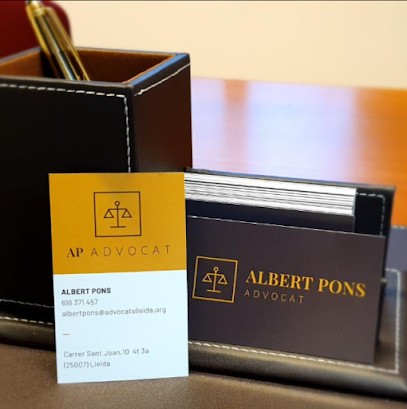 AP ADVOCAT
ALBERT PONS
616 371 457
albertpons@advocatslleida.org
Carrer Sant Joan,10 4t 3a
(25007) Lleida
ALBERT PONS
ADVOCAT